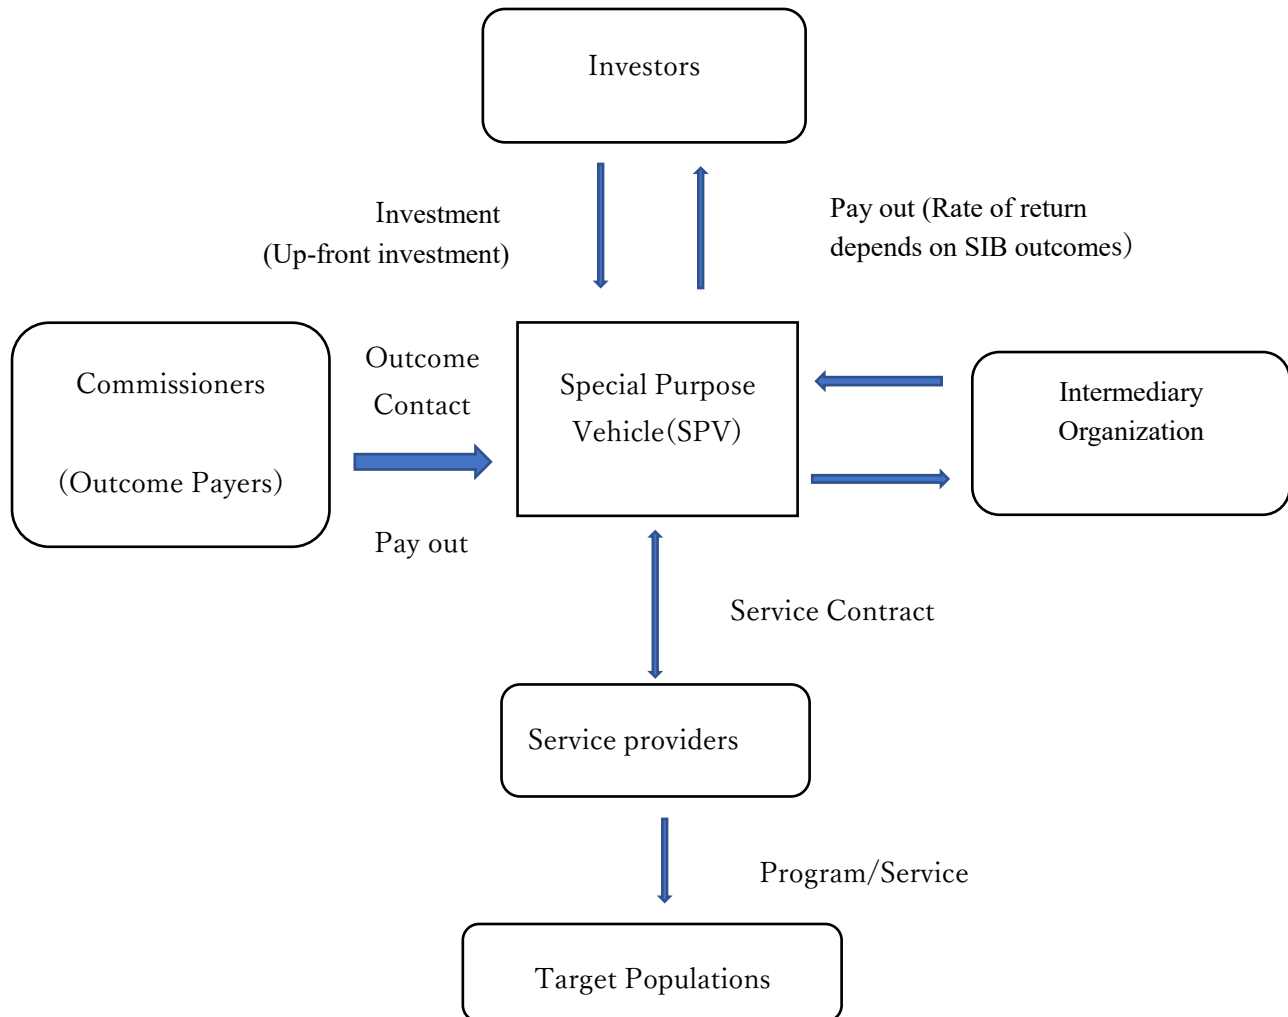 Investors
Investment
(Up-front investment)
Pay out (Rate of return
depends on SIB outcomes)
Commissioners
(Outcome Payers)
Outcome
Contact
Pay out
Special Purpose
Vehicle(SPV)
Intermediary
Organization
Service Contract
Service providers
Program/Service
Target Populations